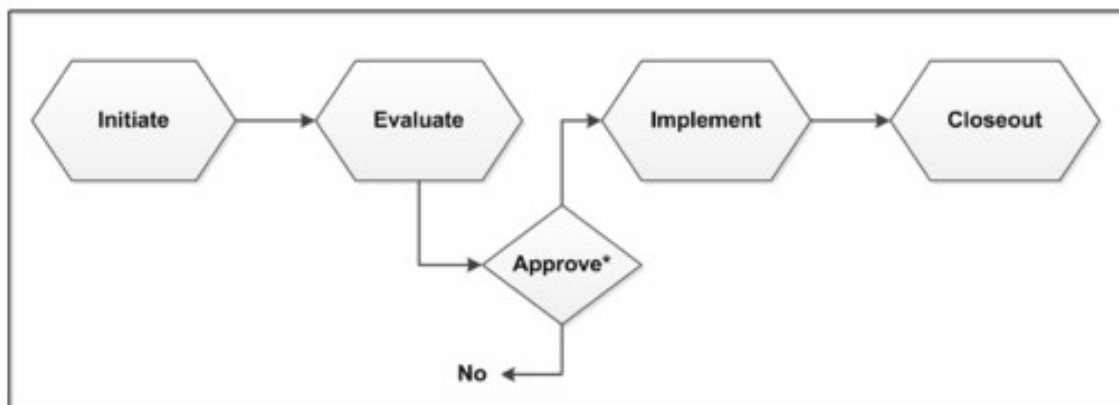 Initiate
Evaluate
Approve*
No
Implement
Closeout